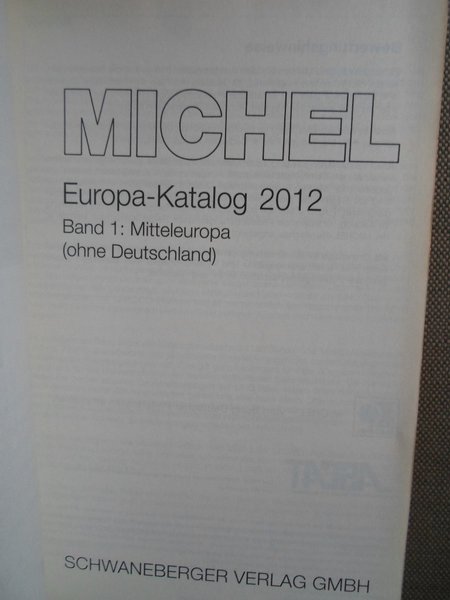 MICHEL
Europa-Katalog 2012
Band 1: Mitteleuropa
(ohne Deutschland)
SCHWANEBERGER VERLAG GMBH